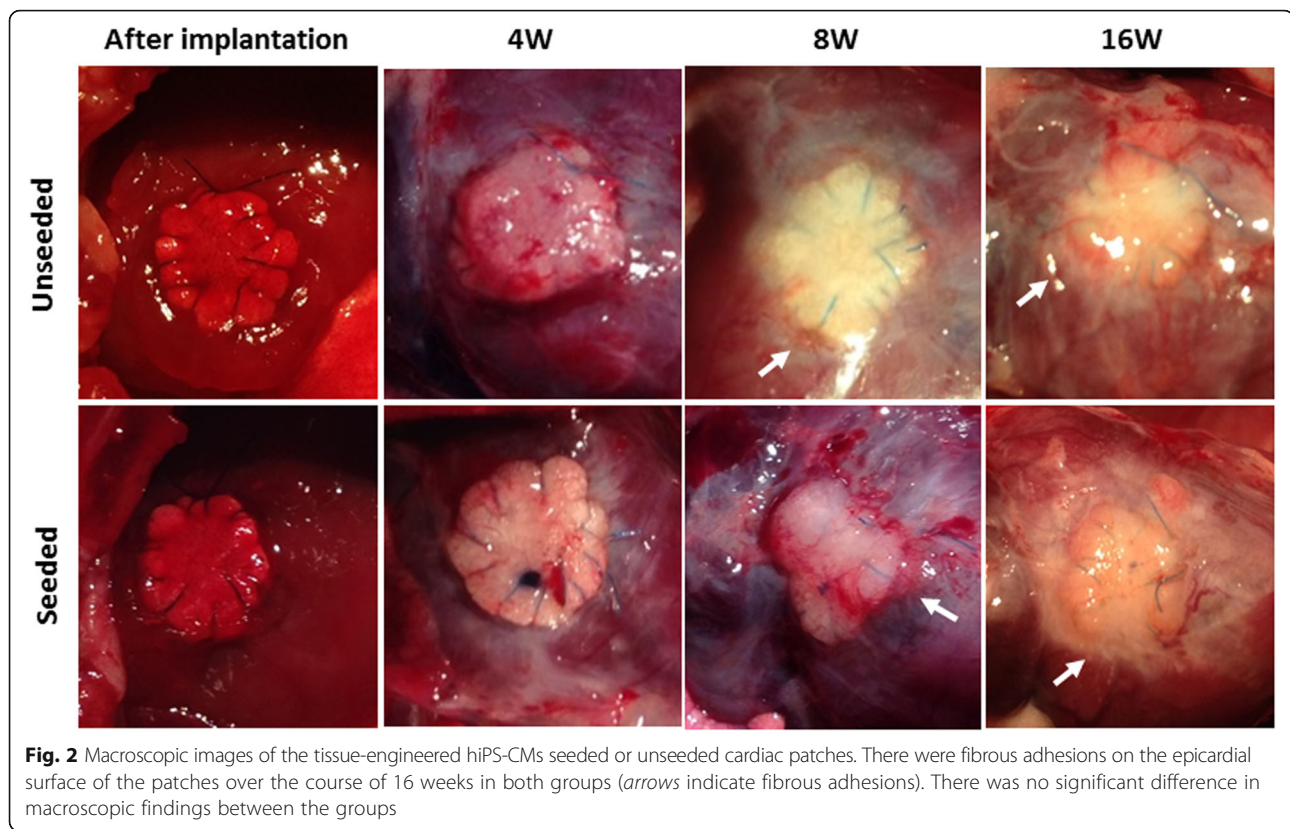 After implantation 4W 8W 16W
Unseeded
Seeded
Fig. 2 Macroscopic images of the tissue-engineered hiPS-CMs seeded or unseeded cardiac patches. There were fibrous adhesions on the epicardial
surface of the patches over the course of 16 weeks in both groups (arrows indicate fibrous adhesions). There was no significant difference in
macroscopic findings between the groups